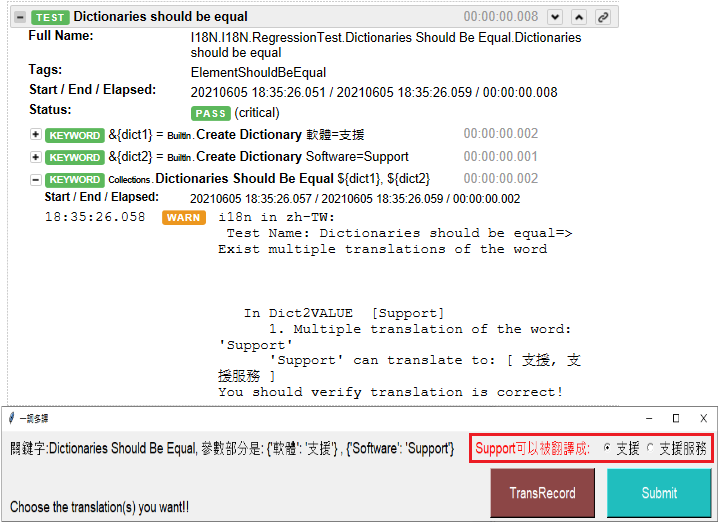 TEST Dictionaries should be equal 00:00:00.008
Full Name: I18N.I18N.RegressionTest.Dictionaries Should Be Equal.Dictionaries
should be equal
Tags: ElementShouldBeEqual
Start / End / Elapsed: 20210605 18:35:26.051 / 20210605 18:35:26.059 / 00:00:00.008
Status: PASS (critical)
KEYWORD &{dict1} = BuiltIn. Create Dictionary 軟體=支援 00:00:00.002
KEYWORD &{dict2} = BuiltIn. Create Dictionary Software=Support 00:00:00.001
KEYWORD Collections. Dictionaries Should Be Equal ${dict1}, ${dict2} 00:00:00.002
Start / End / Elapsed: 20210605 18:35:26.057 / 20210605 18:35:26.059 / 00:00:00.002
18:35:26.058 WARN i18n in zh-TW:
Test Name: Dictionaries should be equal=>
Exist multiple translations of the word
In Dict2VALUE [Support]
1. Multiple translation of the word:
'Support'
'Support' can translate to: [ 支援, 支
援服務 ]
You should verify translation is correct!
一詞多譯
關鍵字:Dictionaries Should Be Equal, 參數部分是: {'軟體': '支援'} , {'Software': 'Support'} Support可以被翻譯成: 支援 支援服務
TransRecord Submit
Choose the translation(s) you want!!